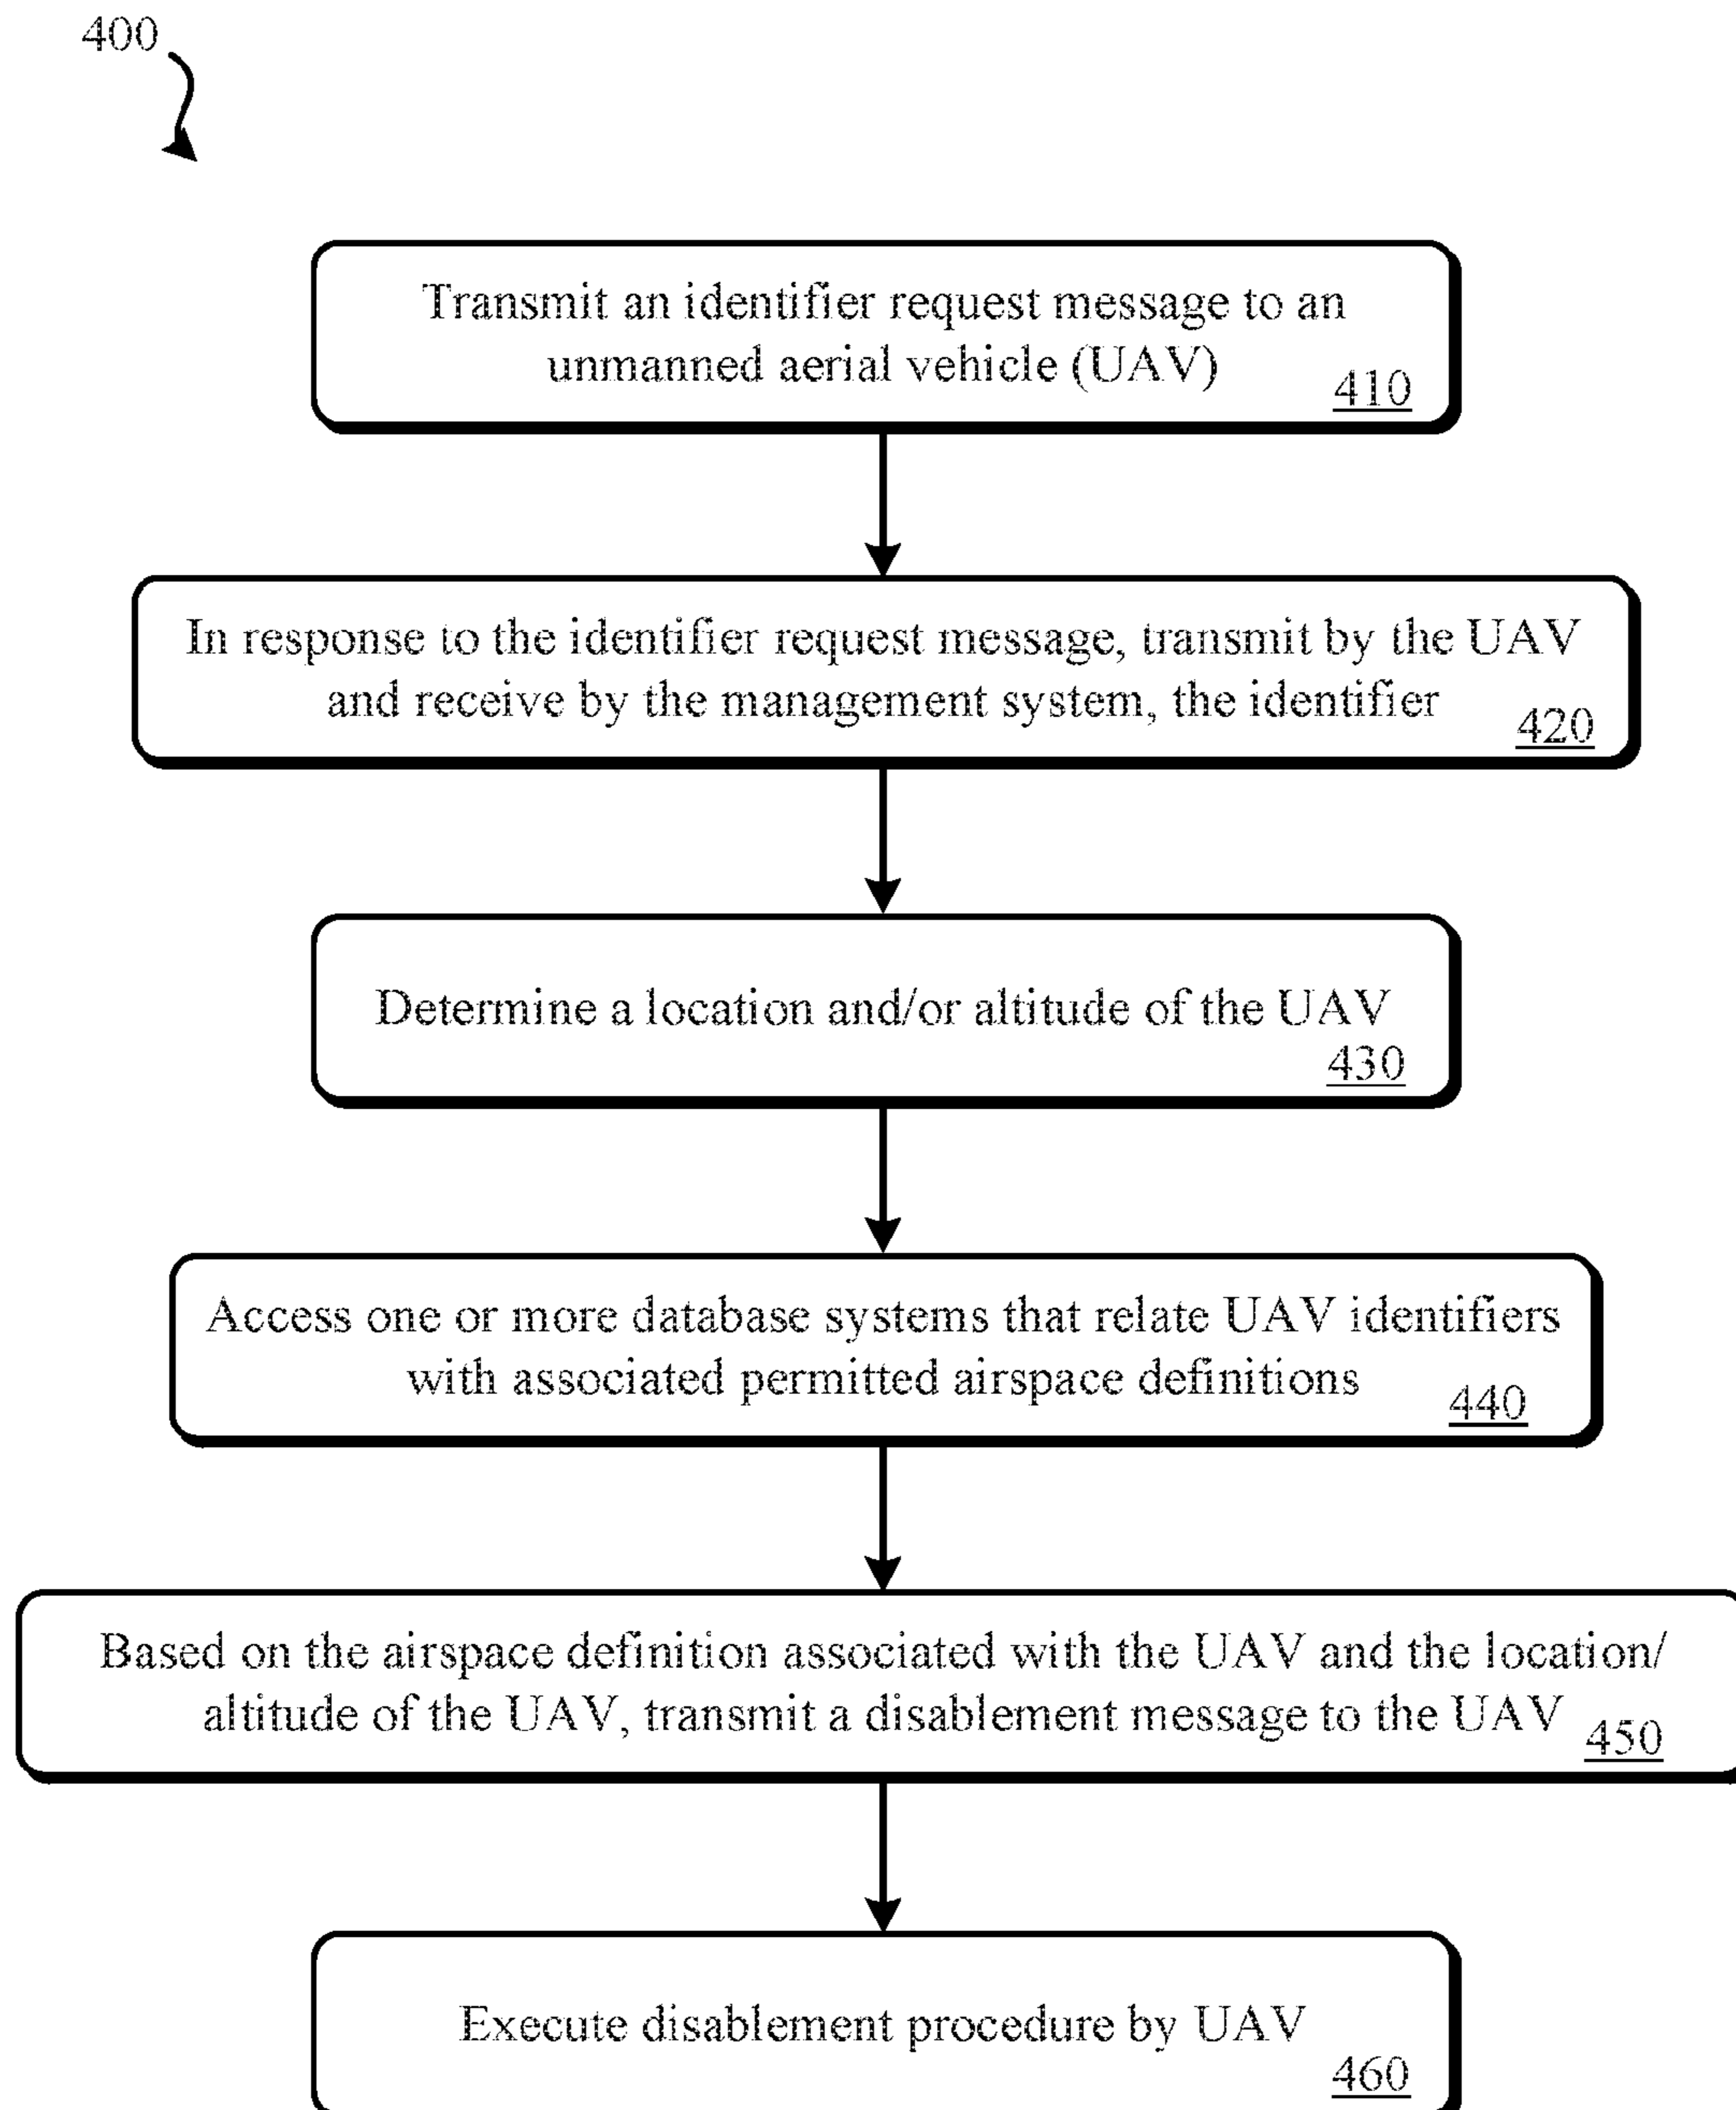 400
Transmit an identifier request message to an
unmanned aerial vehicle (UAV)
410
In response to the identifier request message, transmit by the UAV
and receive by the management system, the identifier
420
Determine a location and/or altitude of the UAV
430
Access one or more database systems that relate UAV identifiers
with associated permitted airspace definitions
440
Based on the airspace definition associated with the UAV and the location/
altitude of the UAV, transmit a disablement message to the UAV
450
Execute disablement procedure by UAV
460